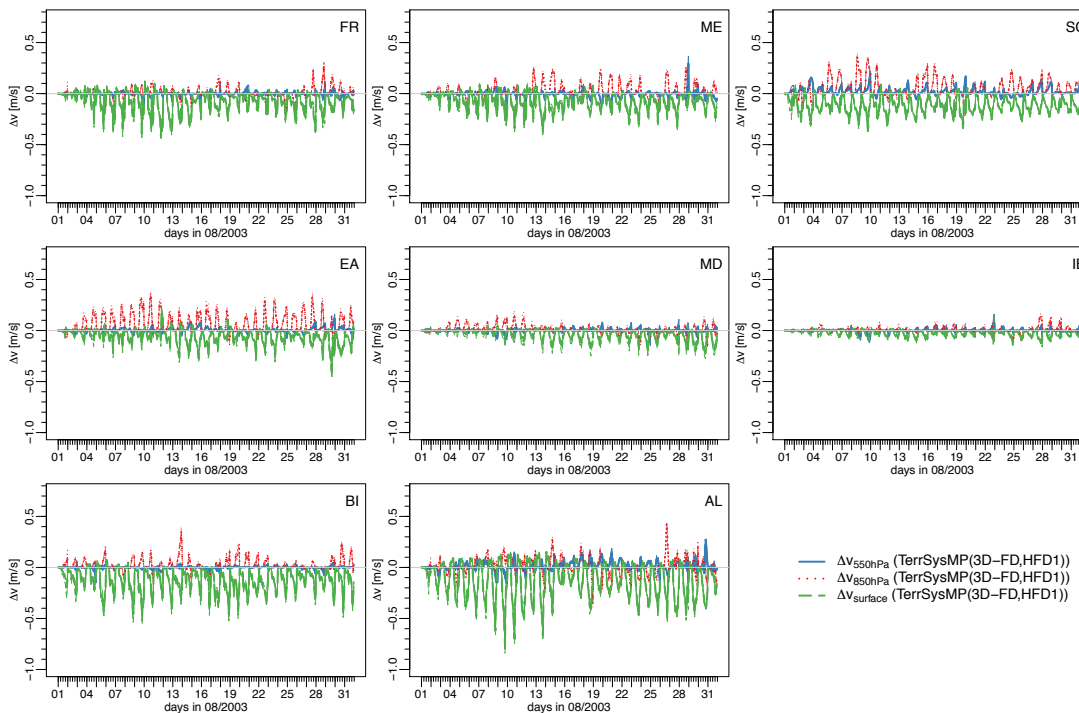 FR
Δv [m/s]
0.5
0.0
−0.5
−1.0
01 04 07 10 13 16 19 22 25 28 31
days in 08/2003
ME
Δv [m/s]
0.5
0.0
−0.5
−1.0
01 04 07 10 13 16 19 22 25 28 31
days in 08/2003
Δv [m/s]
0.5
0.0
−0.5
−1.0
01 04 07 10 13 16 19 22 25 28 31
days in 08/2003
EA
Δv [m/s]
0.5
0.0
−0.5
−1.0
01 04 07 10 13 16 19 22 25 28 31
days in 08/2003
MD
Δv [m/s]
0.5
0.0
−0.5
−1.0
01 04 07 10 13 16 19 22 25 28 31
days in 08/2003
Δv [m/s]
0.5
0.0
−0.5
−1.0
01 04 07 10 13 16 19 22 25 28 31
days in 08/2003
BI
Δv [m/s]
0.5
0.0
−0.5
−1.0
01 04 07 10 13 16 19 22 25 28 31
days in 08/2003
AL
Δv [m/s]
0.5
0.0
−0.5
−1.0
01 04 07 10 13 16 19 22 25 28 31
days in 08/2003
Δv550hPa (TerrSysMP(3D−FD,HFD1))
Δv850hPa (TerrSysMP(3D−FD,HFD1))
Δvsurface (TerrSysMP(3D−FD,HFD1))